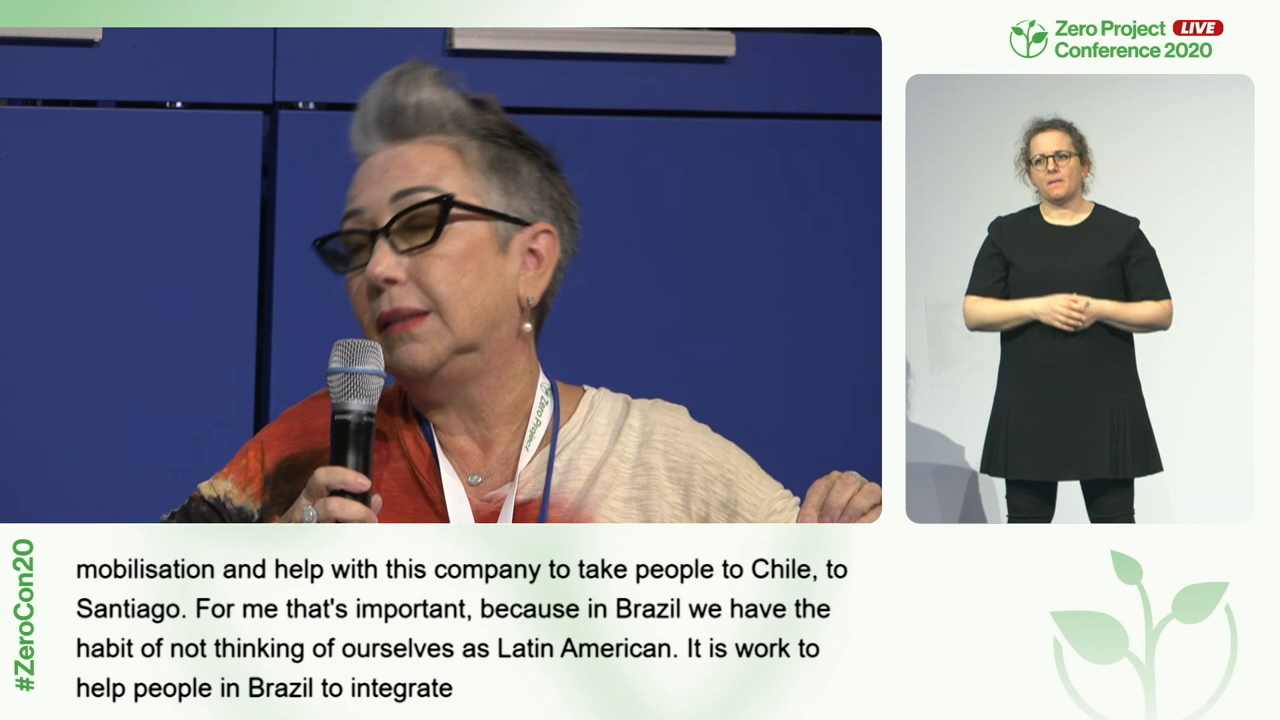 Zero Project LIVE
Conference 2020
Zero Project
#ZeroCon20
mobilisation and help with this company to take people to Chile, to
Santiago. For me that's important, because in Brazil we have the
habit of not thinking of ourselves as Latin American. It is work to
help people in Brazil to integrate